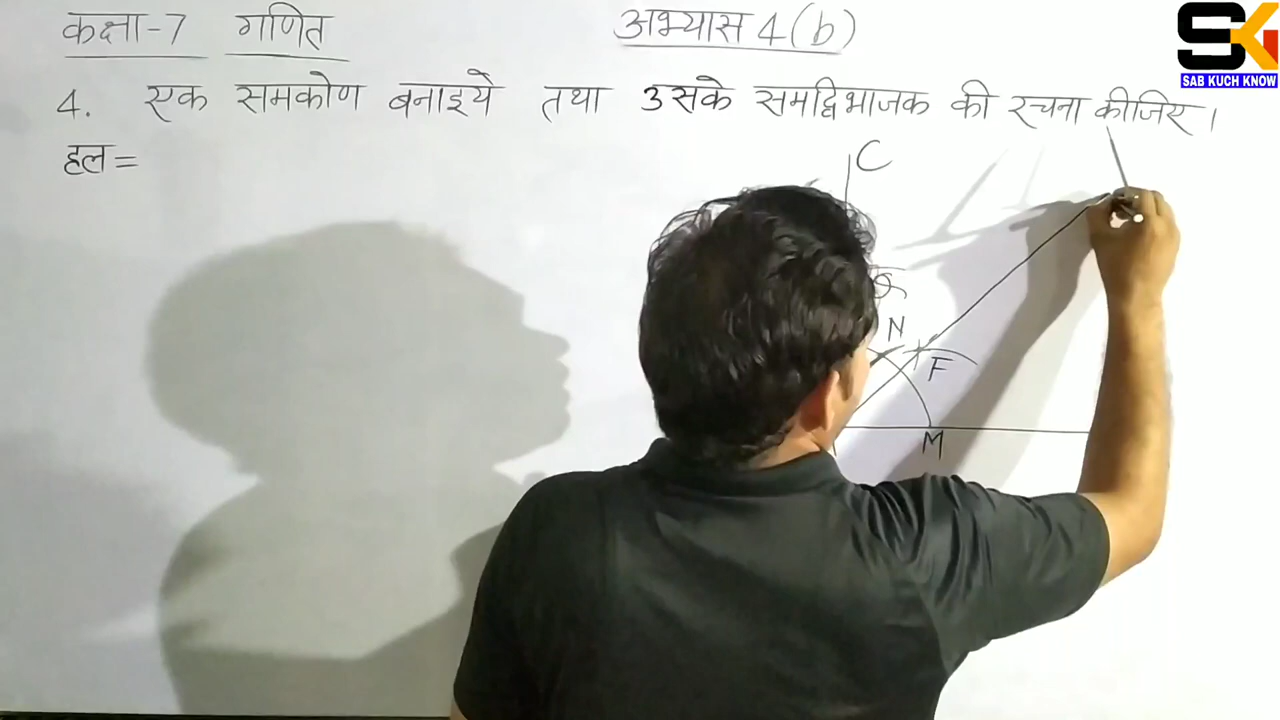 कक्षा-7 गणित अभ्यास 4(b)
SK
SAB KUCH KNOW
4. एक समकोण बनाइये तथा उसके समद्विभाजक की रचना कीजिए।
हल=
C
N
F
M